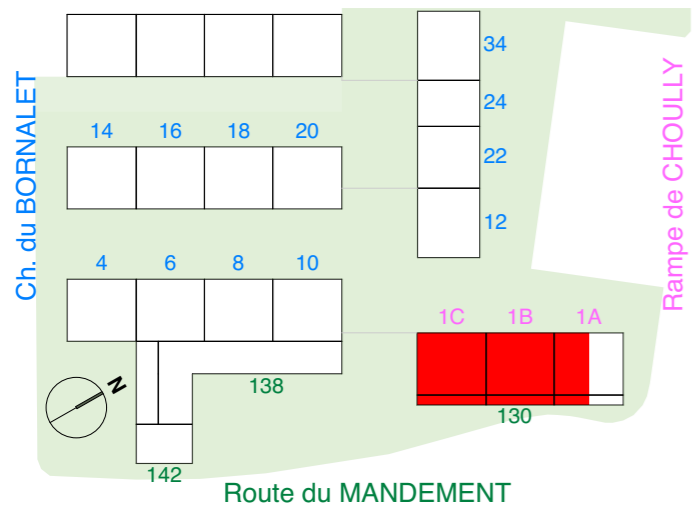 34
24
14 16 18 20
22
12
Ch. du BORNALET
Rampe de CHOULLY
4 6 8 10
1C 1B 1A
N
138
130
142
Route du MANDEMENT